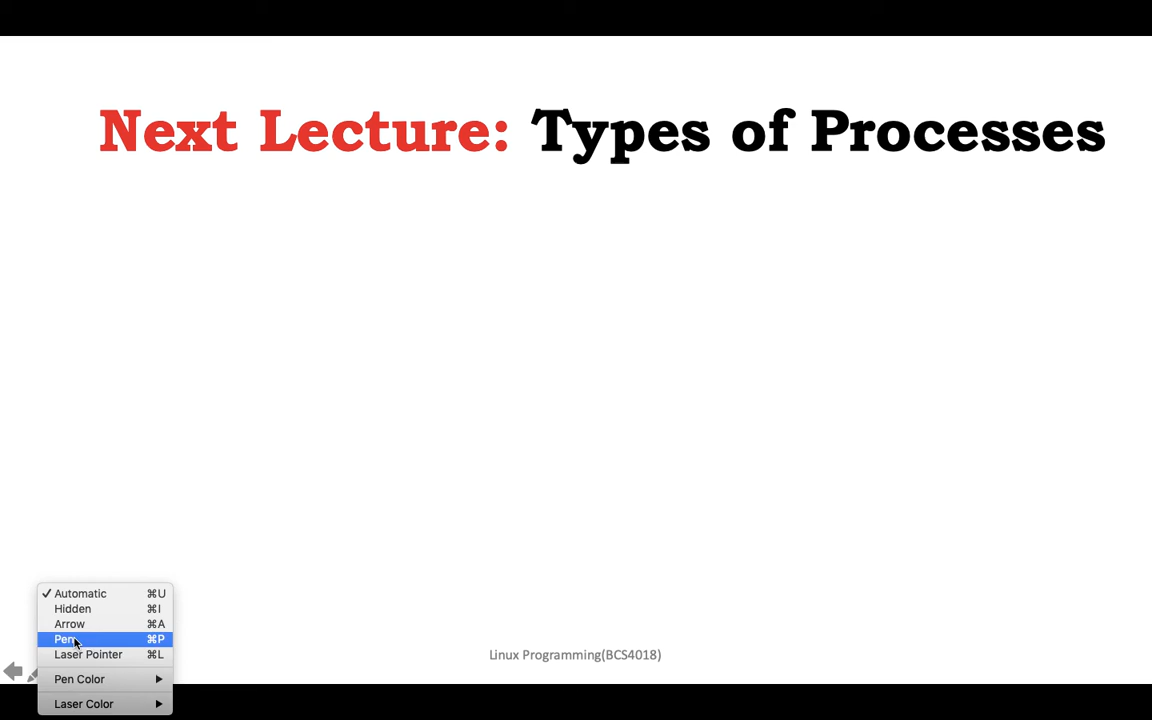 Next Lecture: Types of Processes
✓ Automatic ⌘U
Hidden ⌘I
Arrow ⌘A
Pen ⌘P
Laser Pointer ⌘L
Pen Color
Laser Color
Linux Programming(BCS4018)